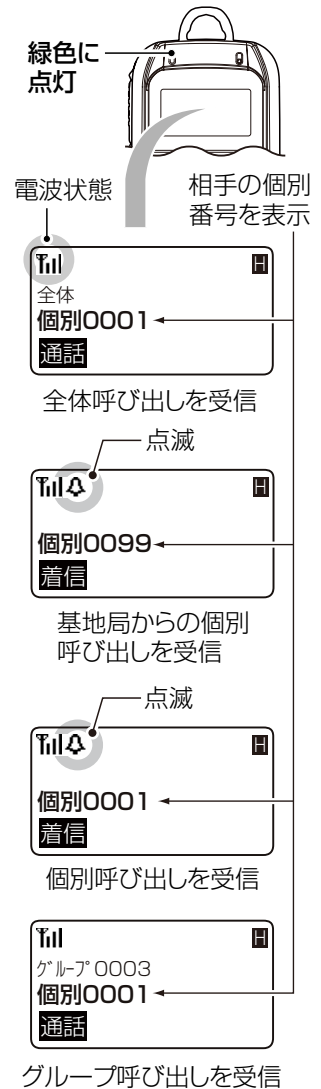 緑色に
点灯
電波状態
相手の個別
番号を表示
H
全体
個別0001
通話
全体呼び出しを受信
点滅
H
個別0099
着信
基地局からの個別
呼び出しを受信
点滅
H
個別0001
着信
個別呼び出しを受信
H
ｸﾞﾙｰﾌﾟ0003
個別0001
通話
グループ呼び出しを受信